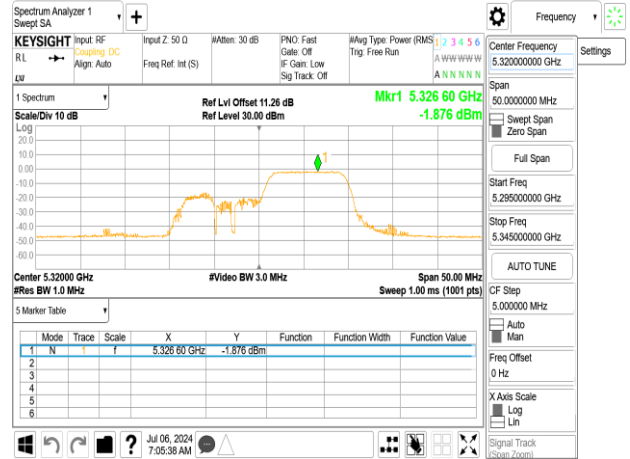 Spectrum Analyzer 1
Swept SA
Frequency
KEYSIGHT
RL
Input: RF
Coupling: DC
Align: Auto
Input Z: 50 Ω
Freq Ref: Int (S)
#Atten: 30 dB
PNO: Fast
Gate: Off
IF Gain: Low
Sig Track: Off
#Avg Type: Power (RMS
Trig: Free Run
1 2 3 4 5 6
A W W W W W
A N N N N N
1 Spectrum
Scale/Div 10 dB
Ref Lvl Offset 11.26 dB
Ref Level 30.00 dBm
Mkr1 5.326 60 GHz
-1.876 dBm
Log
20.0
10.0
0.00
-10.0
-20.0
-30.0
-40.0
-50.0
-60.0
1
Center 5.32000 GHz
#Res BW 1.0 MHz
#Video BW 3.0 MHz
Span 50.00 MHz
Sweep 1.00 ms (1001 pts)
5 Marker Table
Mode Trace Scale X Y Function Function Width Function Value
1 N 1 f 5.326 60 GHz -1.876 dBm
2
3
4
5
6
Jul 06, 2024
7:05:38 AM
Center Frequency
5.320000000 GHz
Settings
Span
50.0000000 MHz
Swept Span
Zero Span
Full Span
Start Freq
5.295000000 GHz
Stop Freq
5.345000000 GHz
AUTO TUNE
CF Step
5.000000 MHz
Auto
Man
Freq Offset
0 Hz
X Axis Scale
Log
Lin
Signal Track
(Span Zoom)